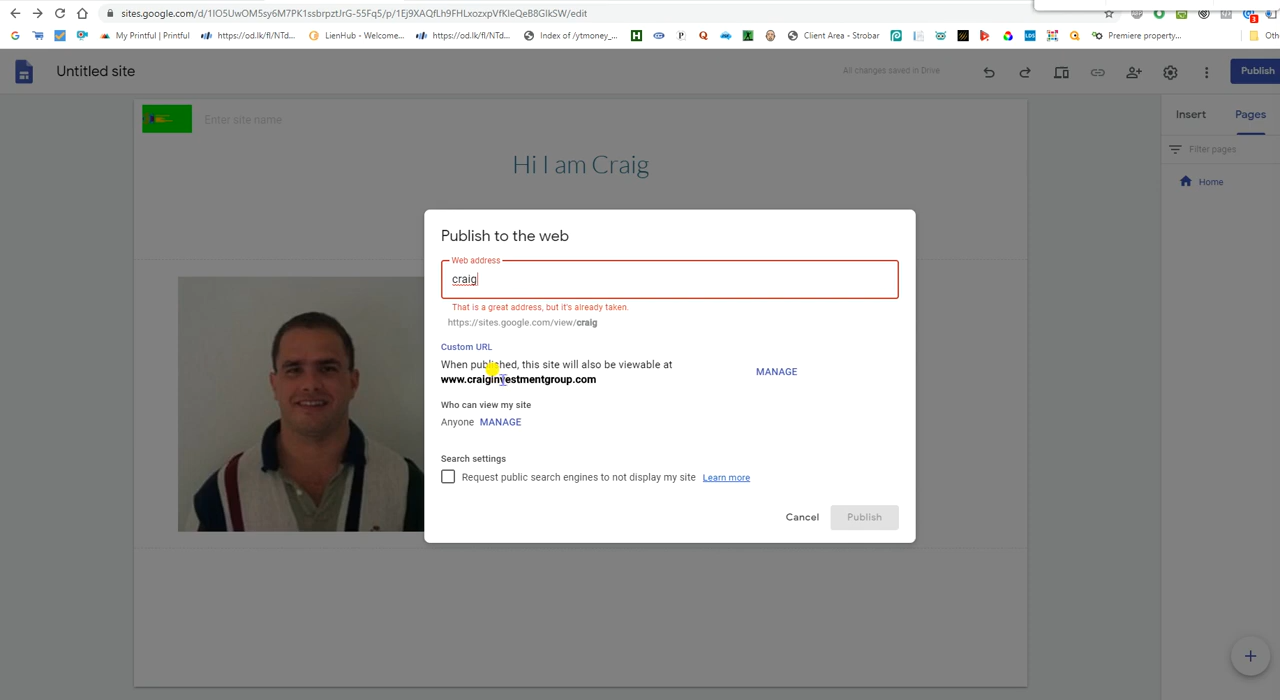 sites.google.com/d/1IO5UwOM5sy6M7PK1ssbrpztJrG-55Fq5/p/1Ej9XAQfLh9FHLxozxpVfKleQeB8GlkSW/edit
My Printful | Printful
https://od.lk/fl/NTd...
LienHub - Welcome...
https://od.lk/fl/NTd...
Index of /ytmoney_...
Client Area - Strobar
Premiere property...
Oth
Untitled site
All changes saved in Drive
Publish
Enter site name
Insert
Pages
Filter pages
Home
Hi I am Craig
Publish to the web
Web address
craig
That is a great address, but it's already taken.
https://sites.google.com/view/craig
Custom URL
When published, this site will also be viewable at
www.craiginvestmentgroup.com
MANAGE
Who can view my site
Anyone MANAGE
Search settings
Request public search engines to not display my site Learn more
Cancel
Publish